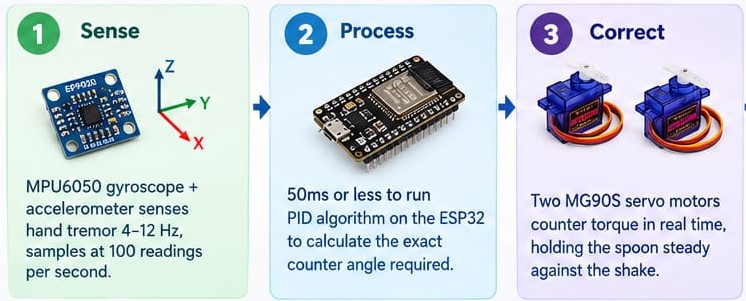 1 Sense
EP9020
Z
Y
X
MPU6050 gyroscope +
accelerometer senses
hand tremor 4–12 Hz,
samples at 100 readings
per second.
2 Process
50ms or less to run
PID algorithm on the ESP32
to calculate the exact
counter angle required.
3 Correct
Two MG90S servo motors
counter torque in real time,
holding the spoon steady
against the shake.